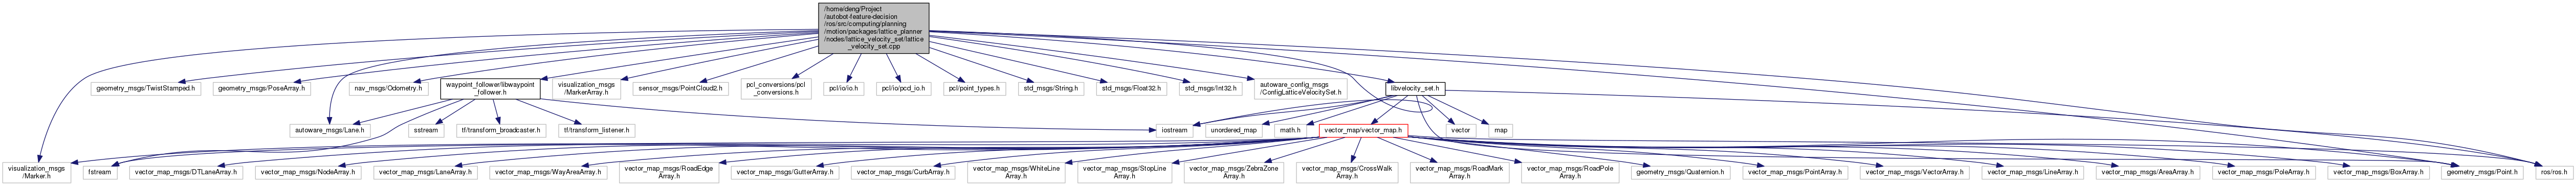 /home/deng/Project
/autobot-feature-decision
/ros/src/computing/planning
/motion/packages/lattice_planner
/nodes/lattice_velocity_set/lattice
_velocity_set.cpp
geometry_msgs/TwistStamped.h
geometry_msgs/PoseArray.h
nav_msgs/Odometry.h
waypoint_follower/libwaypoint
_follower.h
visualization_msgs
/MarkerArray.h
sensor_msgs/PointCloud2.h
pcl_conversions/pcl
_conversions.h
pcl/io/io.h
pcl/io/pcd_io.h
pcl/point_types.h
std_msgs/String.h
std_msgs/Float32.h
std_msgs/Int32.h
autoware_config_msgs
/ConfigLatticeVelocitySet.h
libvelocity_set.h
autoware_msgs/Lane.h
sstream
tf/transform_broadcaster.h
tf/transform_listener.h
iostream
unordered_map
math.h
vector_map/vector_map.h
vector
map
visualization_msgs
/Marker.h
fstream
vector_map_msgs/DTLaneArray.h
vector_map_msgs/NodeArray.h
vector_map_msgs/LaneArray.h
vector_map_msgs/WayAreaArray.h
vector_map_msgs/RoadEdge
Array.h
vector_map_msgs/GutterArray.h
vector_map_msgs/CurbArray.h
vector_map_msgs/WhiteLine
Array.h
vector_map_msgs/StopLine
Array.h
vector_map_msgs/ZebraZone
Array.h
vector_map_msgs/CrossWalk
Array.h
vector_map_msgs/RoadMark
Array.h
vector_map_msgs/RoadPole
Array.h
geometry_msgs/Quaternion.h
vector_map_msgs/PointArray.h
vector_map_msgs/VectorArray.h
vector_map_msgs/LineArray.h
vector_map_msgs/AreaArray.h
vector_map_msgs/PoleArray.h
vector_map_msgs/BoxArray.h
geometry_msgs/Point.h
ros/ros.h